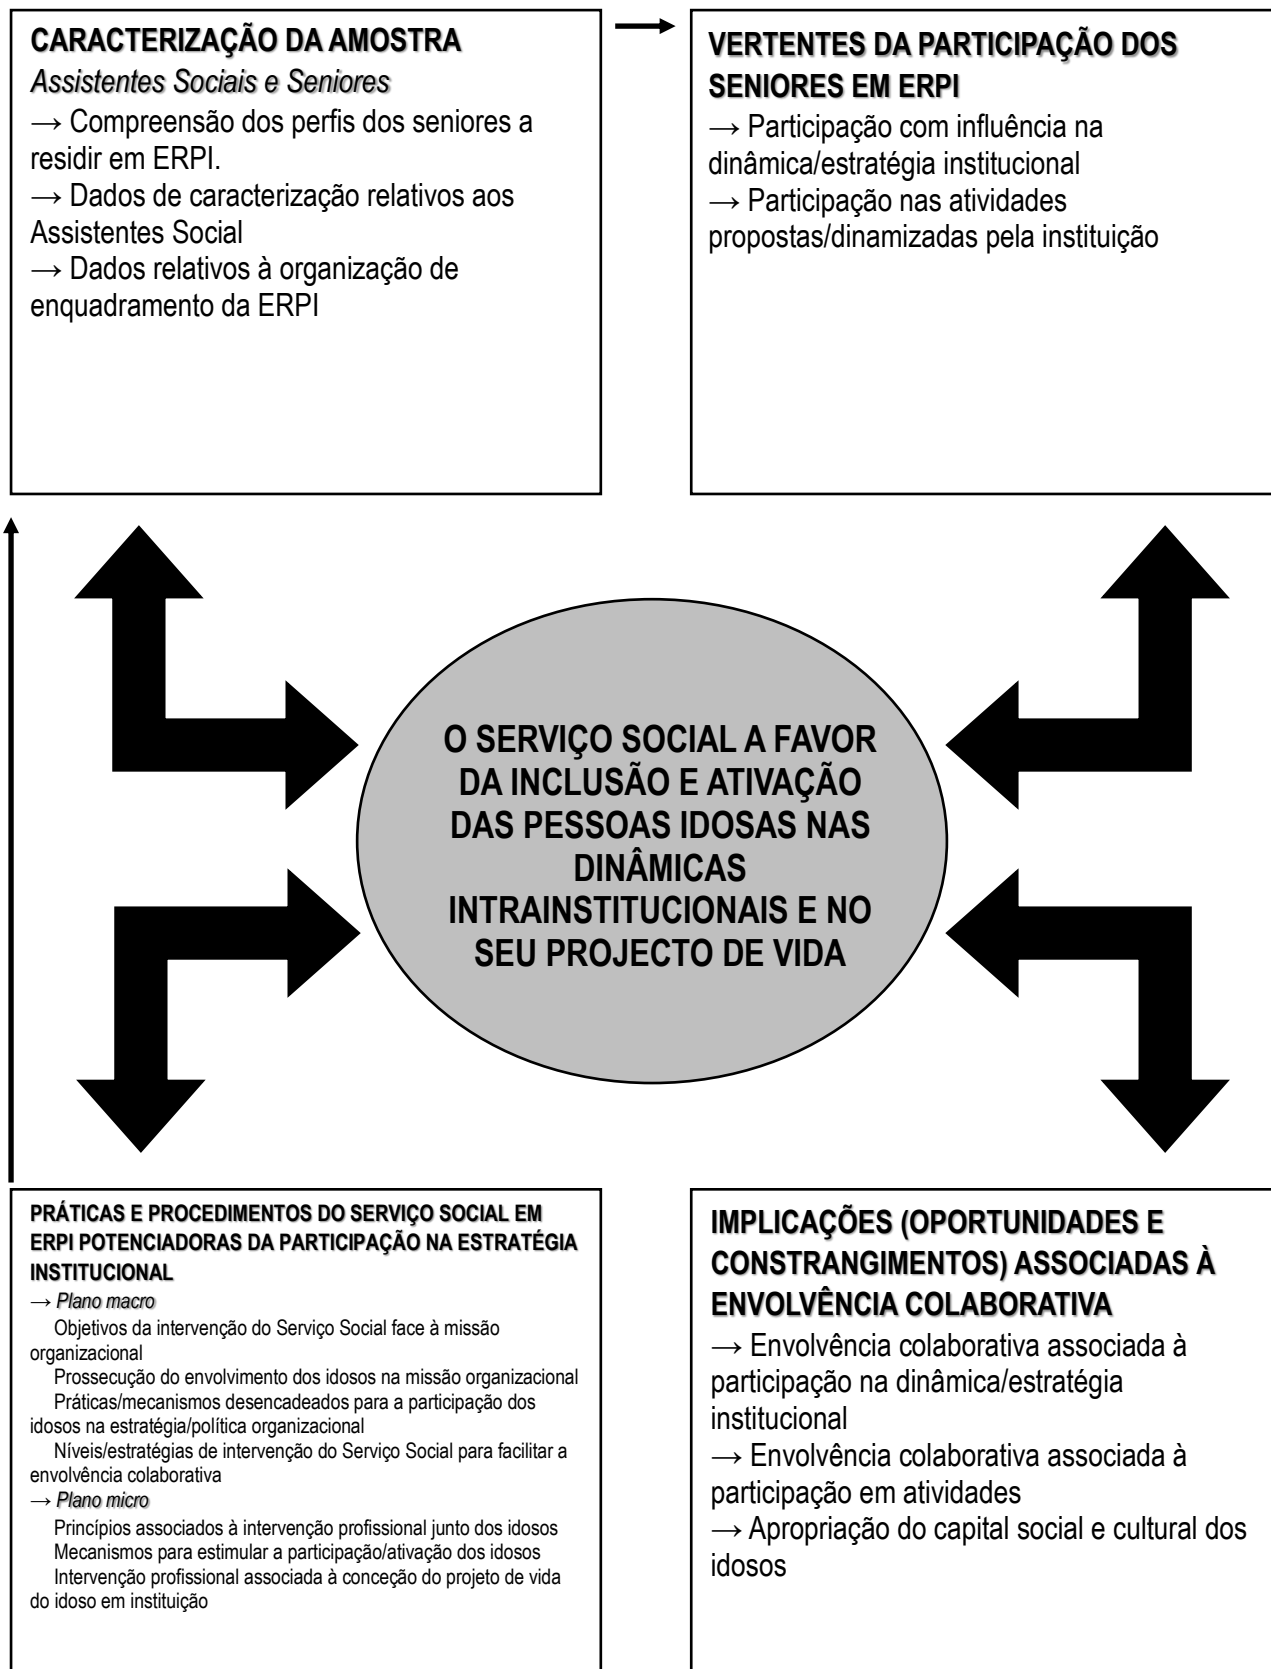 CARACTERIZAÇÃO DA AMOSTRA
Assistentes Sociais e Seniores
→ Compreensão dos perfis dos seniores a
residir em ERPI.
→ Dados de caracterização relativos aos
Assistentes Social
→ Dados relativos à organização de
enquadramento da ERPI
VERTENTES DA PARTICIPAÇÃO DOS
SENIORES EM ERPI
→ Participação com influência na
dinâmica/estratégia institucional
→ Participação nas atividades
propostas/dinamizadas pela instituição
O SERVIÇO SOCIAL A FAVOR
DA INCLUSÃO E ATIVAÇÃO
DAS PESSOAS IDOSAS NAS
DINÂMICAS
INTRAINSTITUCIONAIS E NO
SEU PROJECTO DE VIDA
PRÁTICAS E PROCEDIMENTOS DO SERVIÇO SOCIAL EM
ERPI POTENCIADORAS DA PARTICIPAÇÃO NA ESTRATÉGIA
INSTITUCIONAL
→ Plano macro
Objetivos da intervenção do Serviço Social face à missão
organizacional
Prossecução do envolvimento dos idosos na missão organizacional
Práticas/mecanismos desencadeados para a participação dos
idosos na estratégia/política organizacional
Níveis/estratégias de intervenção do Serviço Social para facilitar a
envolvência colaborativa
→ Plano micro
Princípios associados à intervenção profissional junto dos idosos
Mecanismos para estimular a participação/ativação dos idosos
Intervenção profissional associada à conceção do projeto de vida
do idoso em instituição
IMPLICAÇÕES (OPORTUNIDADES E
CONSTRANGIMENTOS) ASSOCIADAS À
ENVOLVÊNCIA COLABORATIVA
→ Envolvência colaborativa associada à
participação na dinâmica/estratégia
institucional
→ Envolvência colaborativa associada à
participação em atividades
→ Apropriação do capital social e cultural dos
idosos